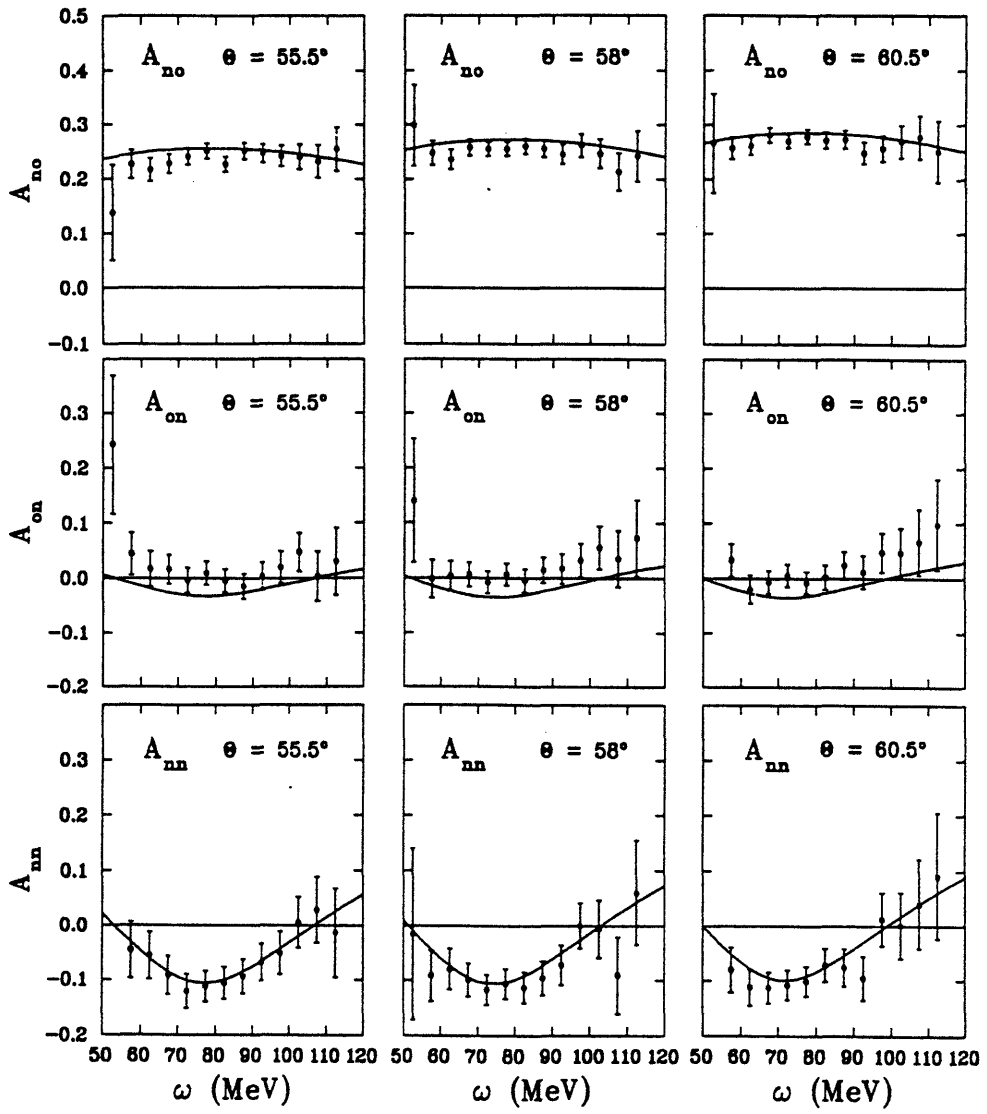 A_no Θ = 55.5°
A_no Θ = 58°
A_no Θ = 60.5°
0.5
0.4
0.3
0.2
0.1
0.0
−0.1
A_no
A_on Θ = 55.5°
A_on Θ = 58°
A_on Θ = 60.5°
0.3
0.2
0.1
0.0
−0.1
−0.2
A_on
A_nn Θ = 55.5°
A_nn Θ = 58°
A_nn Θ = 60.5°
0.3
0.2
0.1
0.0
−0.1
−0.2
A_nn
50 60 70 80 90 100 110 120
50 60 70 80 90 100 110 120
50 60 70 80 90 100 110 120
ω (MeV)
ω (MeV)
ω (MeV)